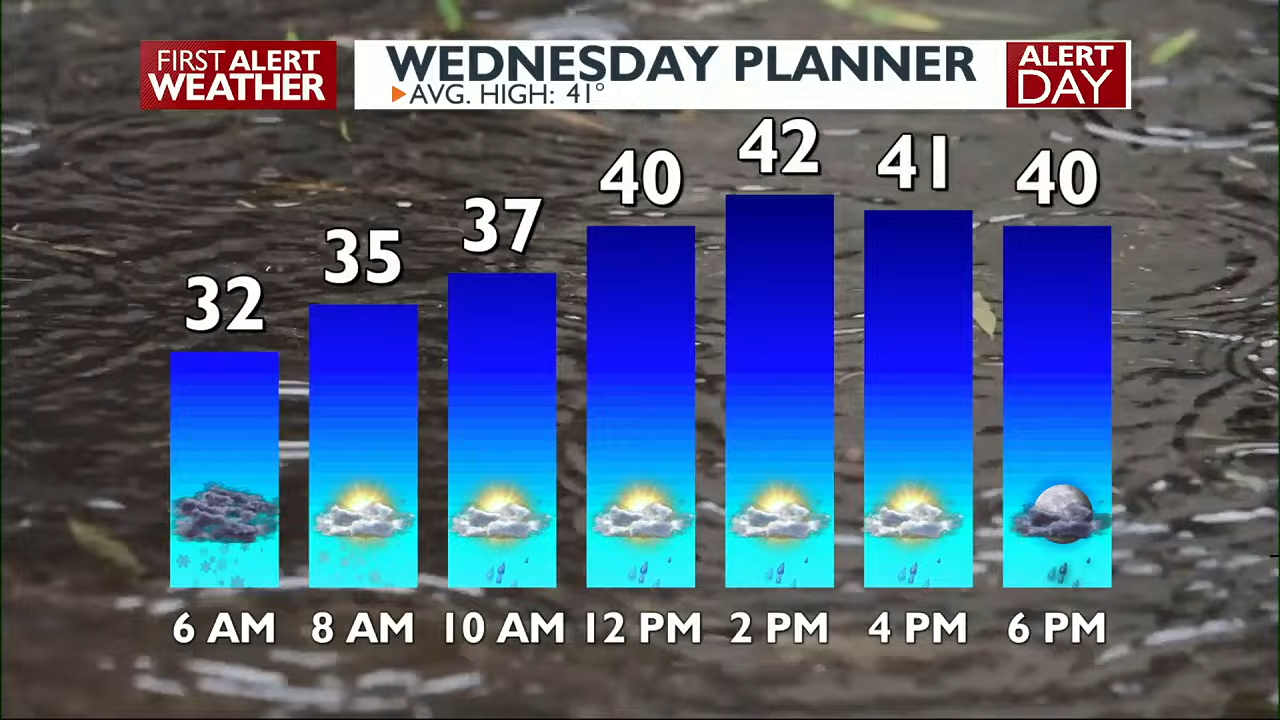 FIRST ALERT
WEATHER
WEDNESDAY PLANNER
AVG. HIGH: 41°
ALERT
DAY
32
35
37
40
42
41
40
6 AM
8 AM
10 AM
12 PM
2 PM
4 PM
6 PM